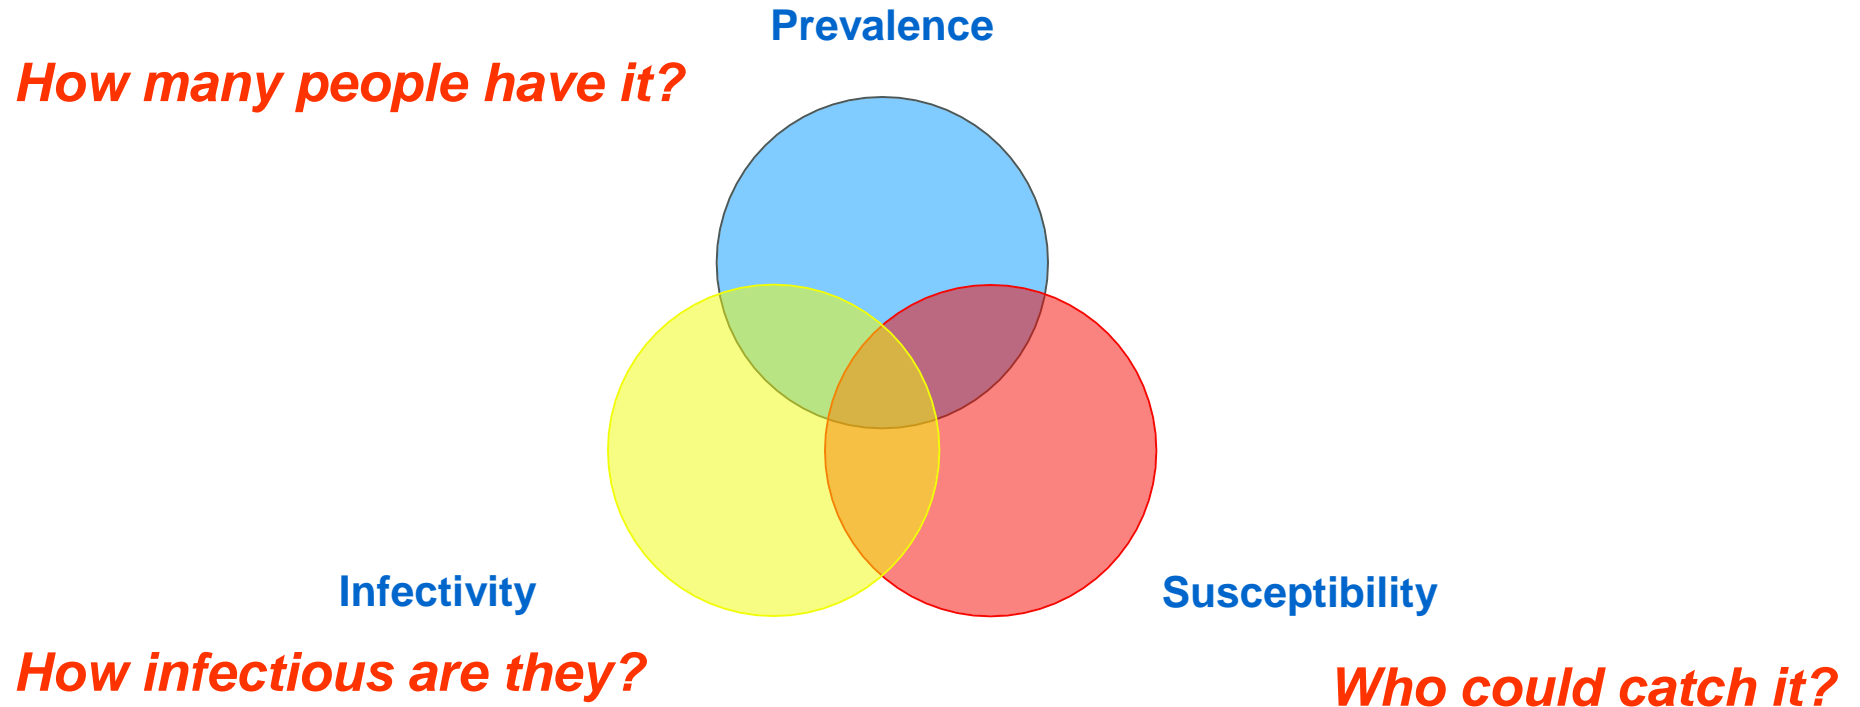 Prevalence
How many people have it?
Infectivity
Susceptibility
How infectious are they?
Who could catch it?